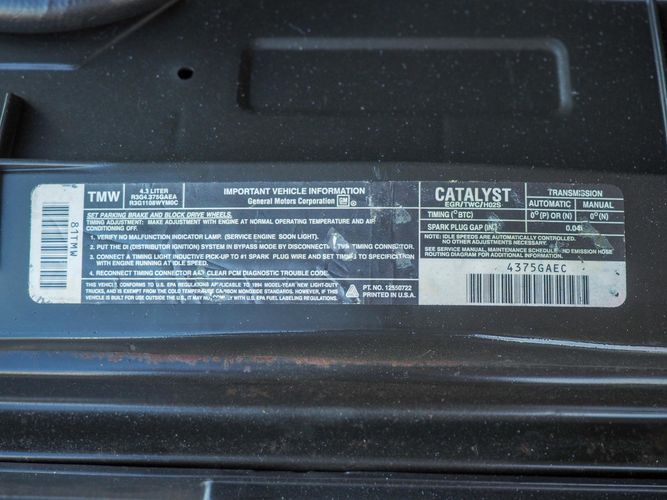 81TMW
TMW
4.3 LITER
R3G4.375GAEA
R3G1106WYM0C
IMPORTANT VEHICLE INFORMATION
General Motors Corporation GM
SET PARKING BRAKE AND BLOCK DRIVE WHEELS.
TIMING ADJUSTMENT: MAKE ADJUSTMENT WITH ENGINE AT NORMAL OPERATING TEMPERATURE AND AIR
CONDITIONING OFF.
1. VERIFY NO MALFUNCTION INDICATOR LAMP. (SERVICE ENGINE SOON LIGHT).
2. PUT THE DI (DISTRIBUTOR IGNITION) SYSTEM IN BYPASS MODE BY DISCONNECTING TIMING CONNECTOR.
3. CONNECT A TIMING LIGHT INDUCTIVE PICK-UP TO #1 SPARK PLUG WIRE AND SET TIMING TO SPECIFICATION
WITH ENGINE RUNNING AT IDLE SPEED.
4. RECONNECT TIMING CONNECTOR AND CLEAR PCM DIAGNOSTIC TROUBLE CODE.
THIS VEHICLE CONFORMS TO U.S. EPA REGULATIONS APPLICABLE TO 1994 MODEL-YEAR NEW LIGHT-DUTY
TRUCKS, AND IS EXEMPT FROM THE COLD TEMPERATURE CARBON MONOXIDE STANDARDS. HOWEVER, IF THIS VEHICLE
IS BUILT FOR USE OUTSIDE U.S., IT MAY NOT COMPLY WITH U.S. EPA FUEL LABELING REGULATIONS.
PT. NO. 12550722
PRINTED IN U.S.A.
CATALYST
EGR/TWC/HO2S
TRANSMISSION
AUTOMATIC MANUAL
TIMING (°BTC) 0°(P) OR (N) 0°(N)
SPARK PLUG GAP (IN.) 0.04
NOTE: IDLE SPEEDS ARE AUTOMATICALLY CONTROLLED.
NO OTHER ADJUSTMENTS NECESSARY.
SEE SERVICE MANUAL, MAINTENANCE SCHEDULE
ROUTING DIAGRAM FOR ADDITIONAL INFORMATION. HOSE
4375GAEC